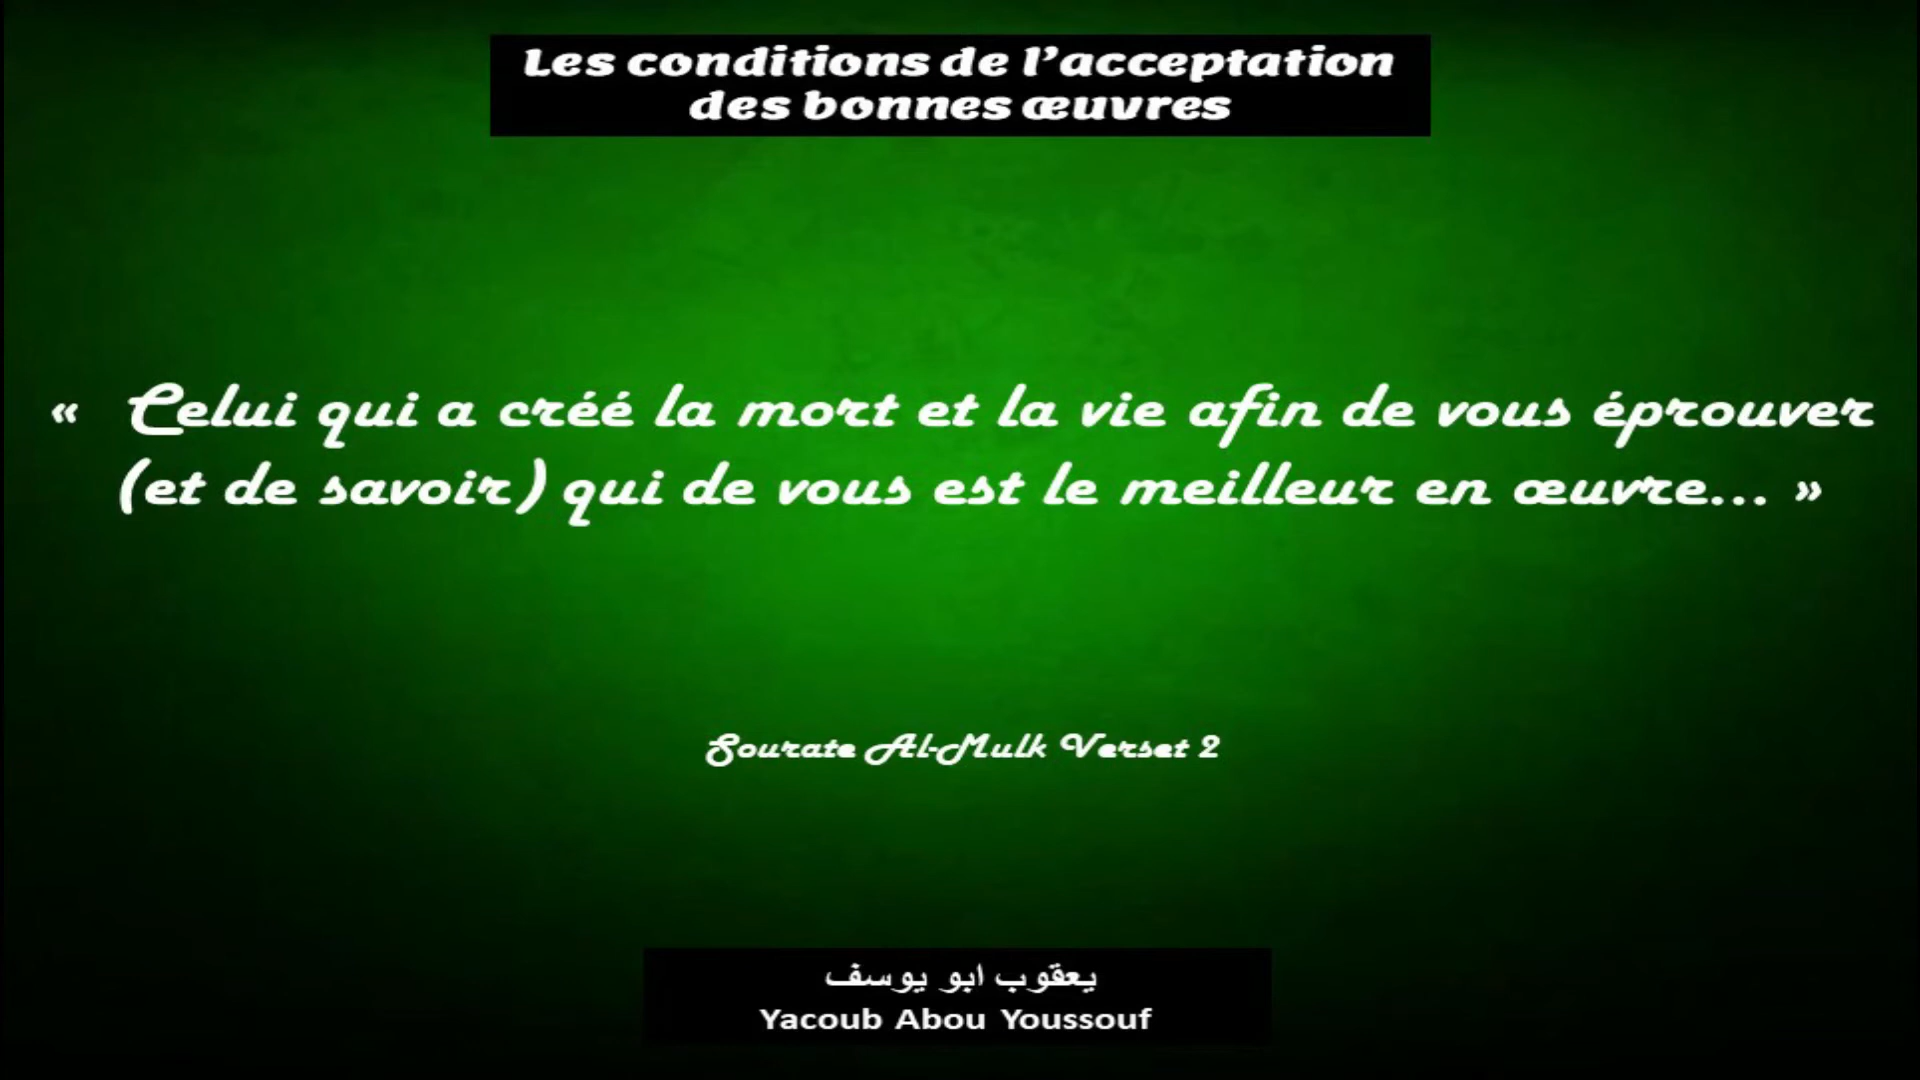 Les conditions de l’acceptation
des bonnes œuvres
« Celui qui a créé la mort et la vie afin de vous éprouver
(et de savoir) qui de vous est le meilleur en œuvre... »
Sourate Al-Mulk Verset 2
يعقوب ابو يوسف
Yacoub Abou Youssouf